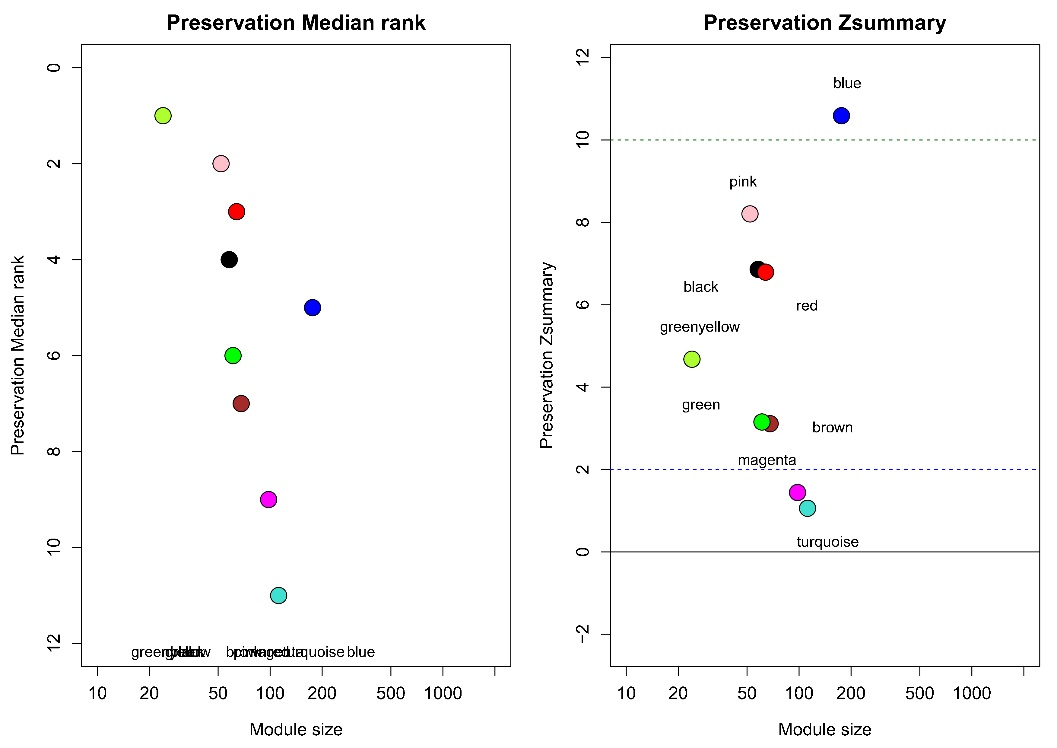 Preservation Median rank
Preservation Median rank
0
2
4
6
8
10
12
turquoise
blue
10
20
50
100
200
500
1000
Module size
Preservation Zsummary
Preservation Zsummary
12
10
8
6
4
2
0
−2
blue
pink
black
red
greenyellow
green
brown
magenta
turquoise
10
20
50
100
200
500
1000
Module size